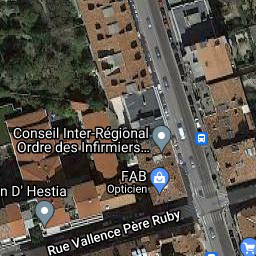 Conseil Inter-Régional
Ordre des Infirmiers...
FAB
Opticien
n D' Hestia
Rue Vallence Père Ruby